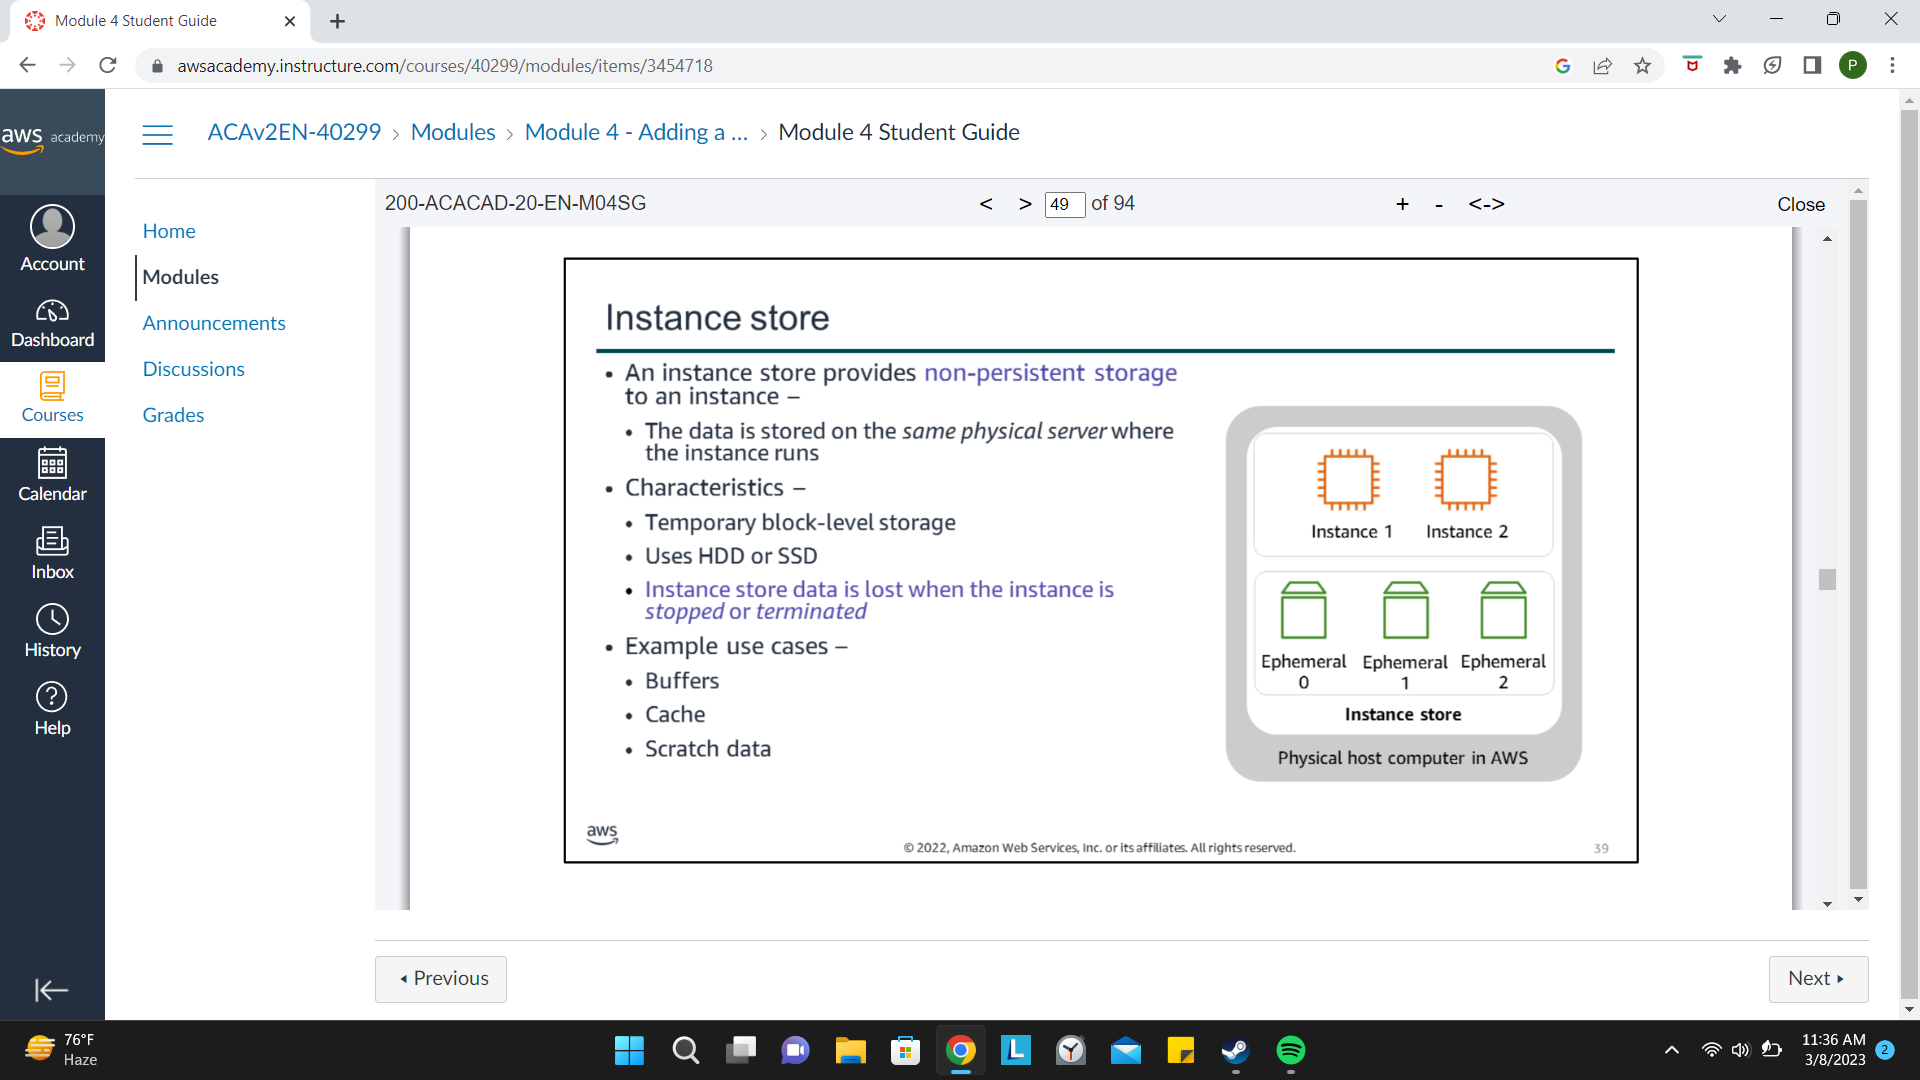 Module 4 Student Guide
awsacademy.instructure.com/courses/40299/modules/items/3454718
P
aws academy
ACAv2EN-40299 > Modules > Module 4 - Adding a ... > Module 4 Student Guide
200-ACACAD-20-EN-M04SG < > 49 of 94 + - <-> Close
Account
Dashboard
Courses
Calendar
Inbox
History
Help
Home
Modules
Announcements
Discussions
Grades
Instance store
• An instance store provides non-persistent storage
to an instance –
• The data is stored on the same physical server where
the instance runs
• Characteristics –
• Temporary block-level storage
• Uses HDD or SSD
• Instance store data is lost when the instance is
stopped or terminated
• Example use cases –
• Buffers
• Cache
• Scratch data
Instance 1 Instance 2
Ephemeral Ephemeral Ephemeral
0 1 2
Instance store
Physical host computer in AWS
aws
© 2022, Amazon Web Services, Inc. or its affiliates. All rights reserved.
39
Previous
Next
76°F
Haze
L
11:36 AM
3/8/2023
2